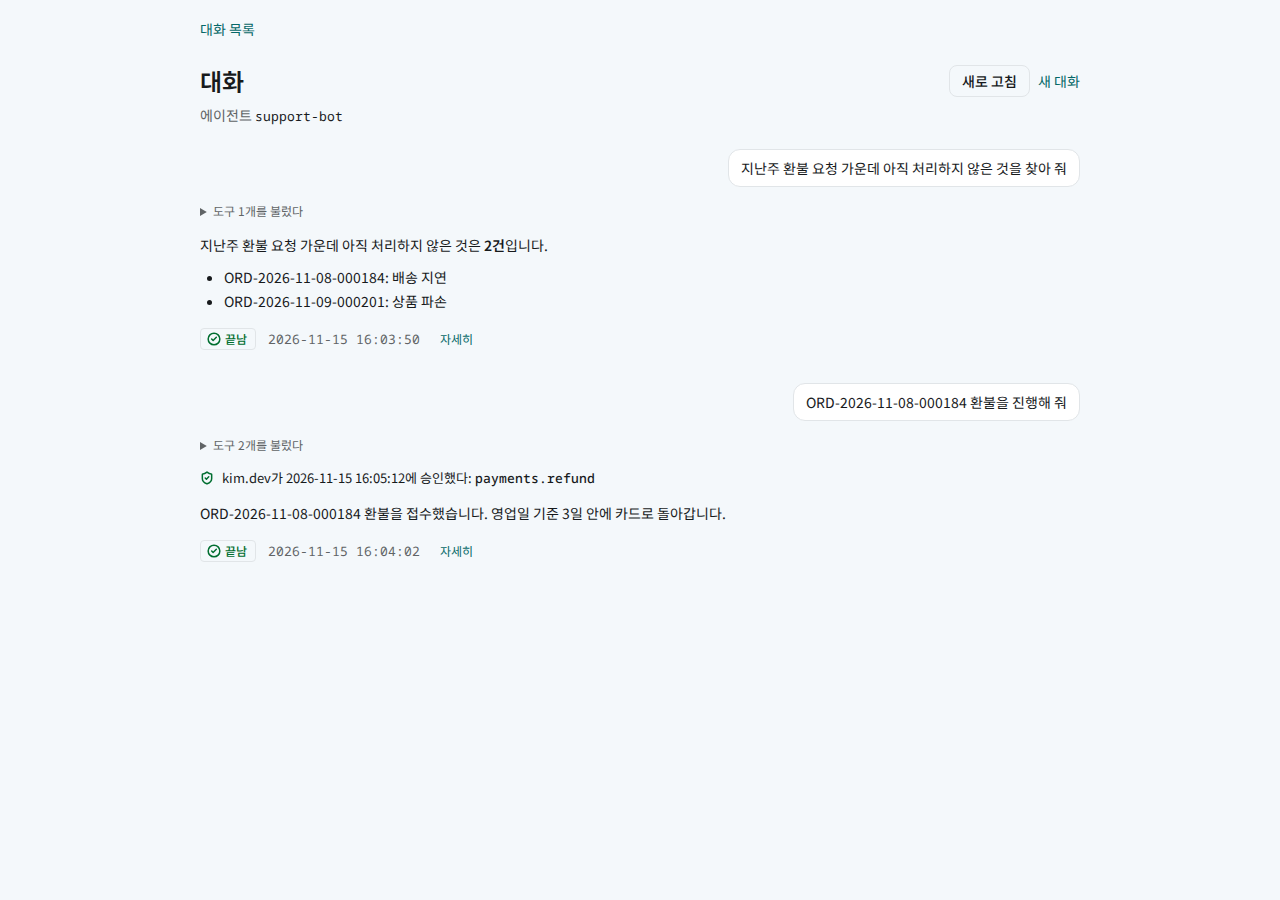 대화 목록
대화
새로 고침 새 대화
에이전트 support-bot
지난주 환불 요청 가운데 아직 처리하지 않은 것을 찾아 줘
도구 1개를 불렀다
지난주 환불 요청 가운데 아직 처리하지 않은 것은 2건입니다.
ORD-2026-11-08-000184: 배송 지연
ORD-2026-11-09-000201: 상품 파손
끝남 2026-11-15 16:03:50 자세히
ORD-2026-11-08-000184 환불을 진행해 줘
도구 2개를 불렀다
kim.dev가 2026-11-15 16:05:12에 승인했다: payments.refund
ORD-2026-11-08-000184 환불을 접수했습니다. 영업일 기준 3일 안에 카드로 돌아갑니다.
끝남 2026-11-15 16:04:02 자세히